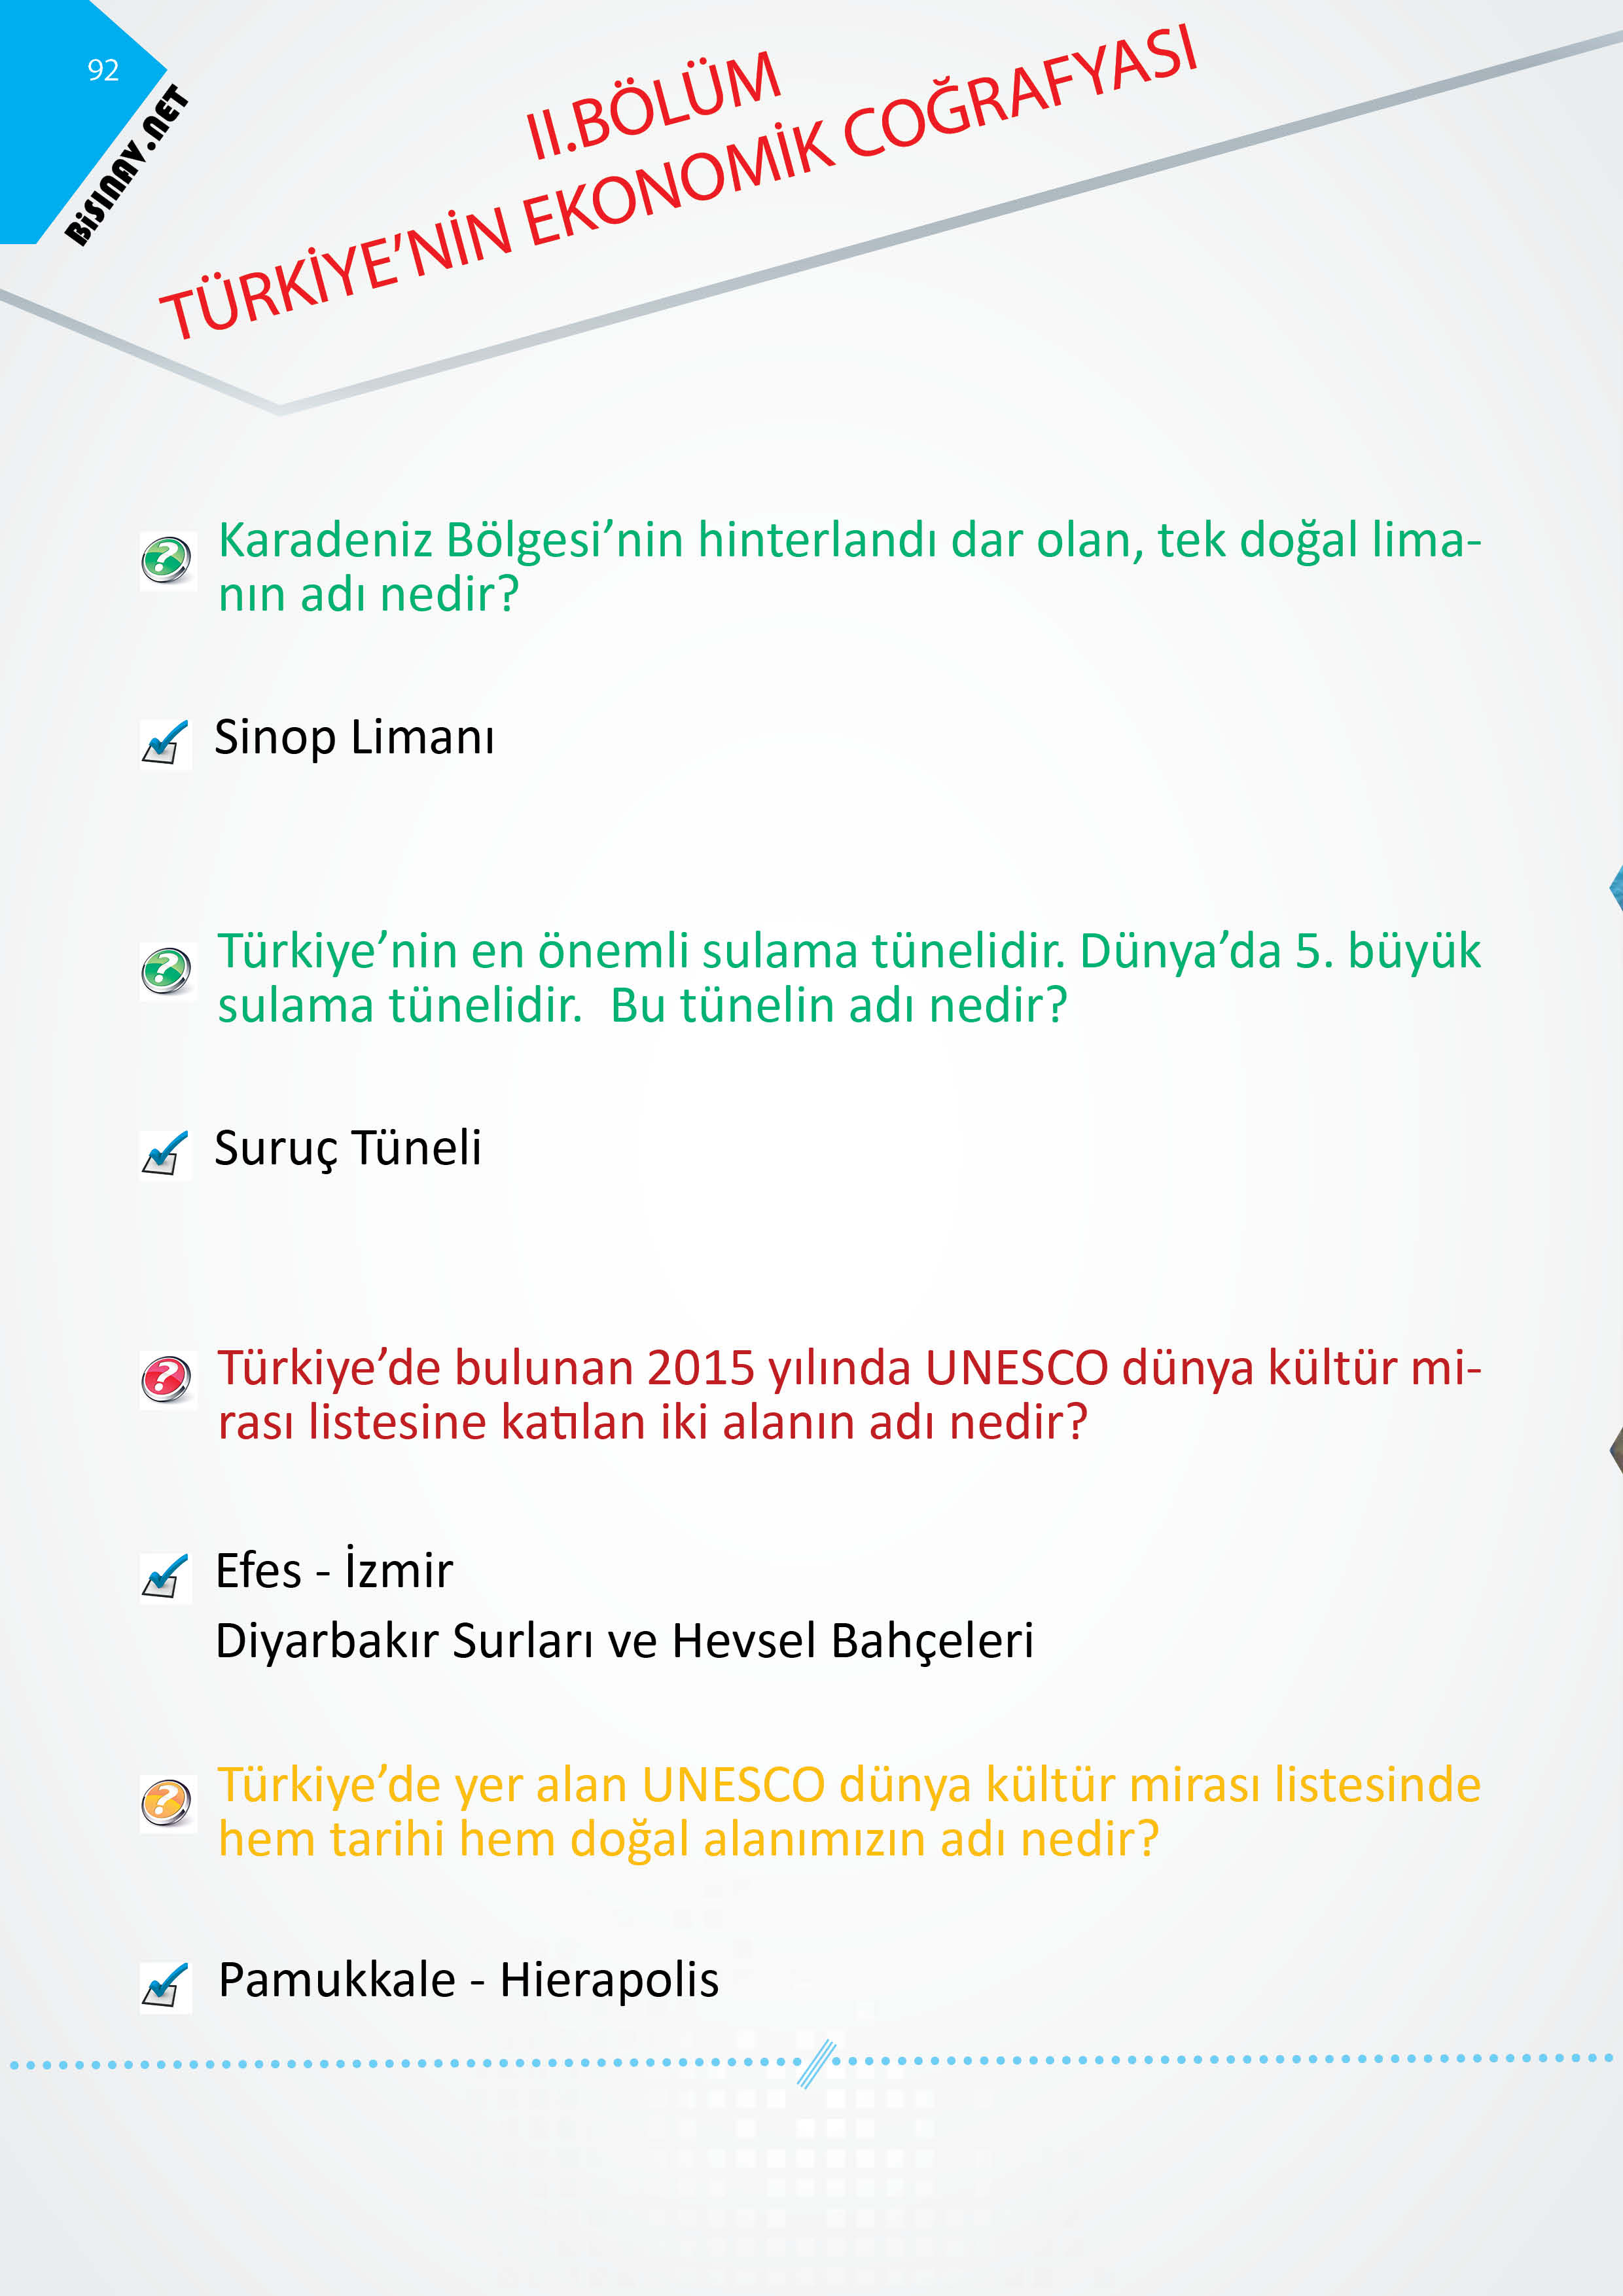 92
BiSINAV.NET
II.BÖLÜM
TÜRKİYE’NİN EKONOMİK COĞRAFYASI
Karadeniz Bölgesi’nin hinterlandı dar olan, tek doğal lima-
nın adı nedir?
Sinop Limanı
Türkiye’nin en önemli sulama tünelidir. Dünya’da 5. büyük
sulama tünelidir.  Bu tünelin adı nedir?
Suruç Tüneli
Türkiye’de bulunan 2015 yılında UNESCO dünya kültür mi-
rası listesine katılan iki alanın adı nedir?
Efes - İzmir
Diyarbakır Surları ve Hevsel Bahçeleri
Türkiye’de yer alan UNESCO dünya kültür mirası listesinde
hem tarihi hem doğal alanımızın adı nedir?
Pamukkale - Hierapolis